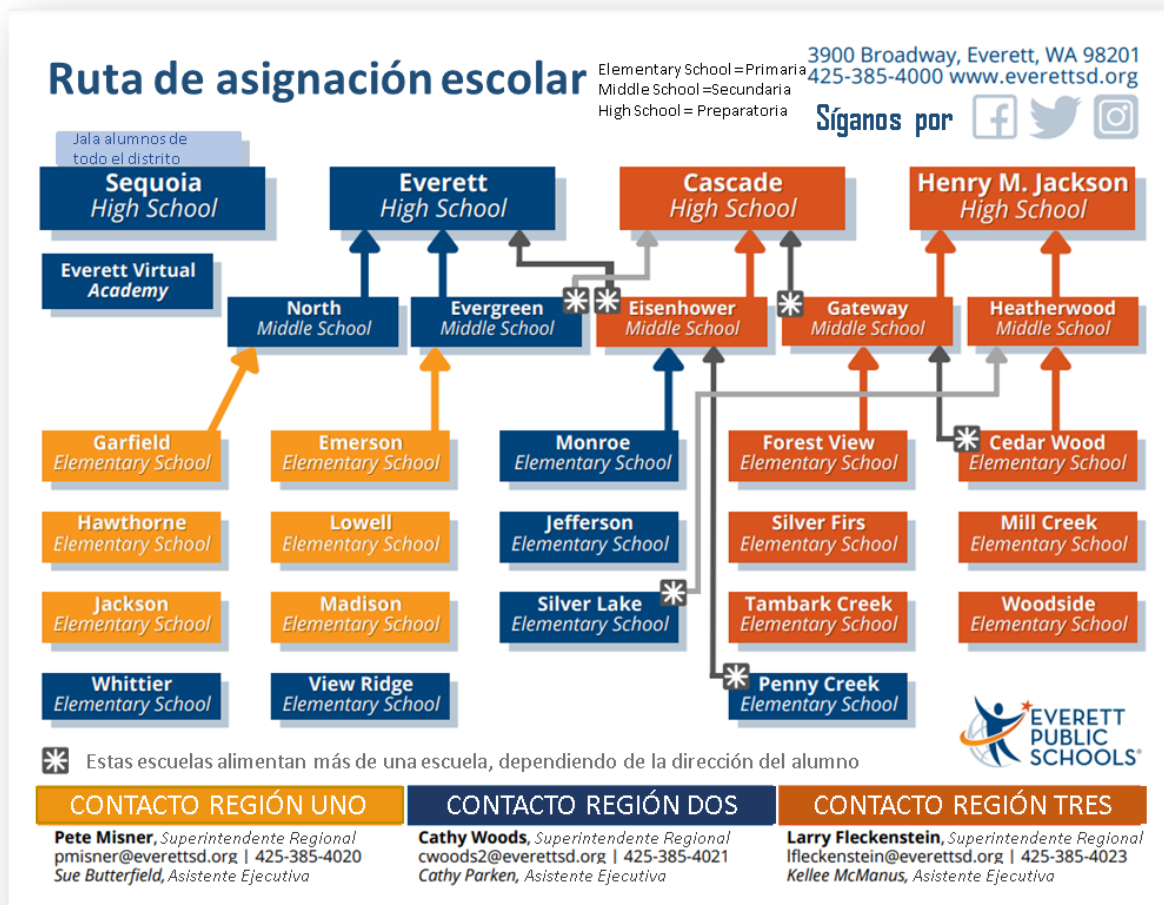 Ruta de asignación escolar
Elementary School =Primaria
Middle School =Secundaria
High School = Preparatoria
3900 Broadway, Everett, WA 98201
425-385-4000 www.everettsd.org
Síganos por
Jala alumnos de
todo el distrito
Sequoia
High School
Everett
High School
Cascade
High School
Henry M. Jackson
High School
Everett Virtual
Academy
North
Middle School
Evergreen
Middle School
Eisenhower
Middle School
Gateway
Middle School
Heatherwood
Middle School
Garfield
Elementary School
Emerson
Elementary School
Monroe
Elementary School
Forest View
Elementary School
Cedar Wood
Elementary School
Hawthorne
Elementary School
Lowell
Elementary School
Jefferson
Elementary School
Silver Firs
Elementary School
Mill Creek
Elementary School
Jackson
Elementary School
Madison
Elementary School
Silver Lake
Elementary School
Tambark Creek
Elementary School
Woodside
Elementary School
Whittier
Elementary School
View Ridge
Elementary School
Penny Creek
Elementary School
EVERETT
PUBLIC
SCHOOLS®
Estas escuelas alimentan más de una escuela, dependiendo de la dirección del alumno
CONTACTO REGIÓN UNO
Pete Misner, Superintendente Regional
pmisner@everettsd.org | 425-385-4020
Sue Butterfield, Asistente Ejecutiva
CONTACTO REGIÓN DOS
Cathy Woods, Superintendente Regional
cwoods2@everettsd.org | 425-385-4021
Cathy Parken, Asistente Ejecutiva
CONTACTO REGIÓN TRES
Larry Fleckenstein, Superintendente Regional
lfleckenstein@everettsd.org | 425-385-4023
Kellee McManus, Asistente Ejecutiva